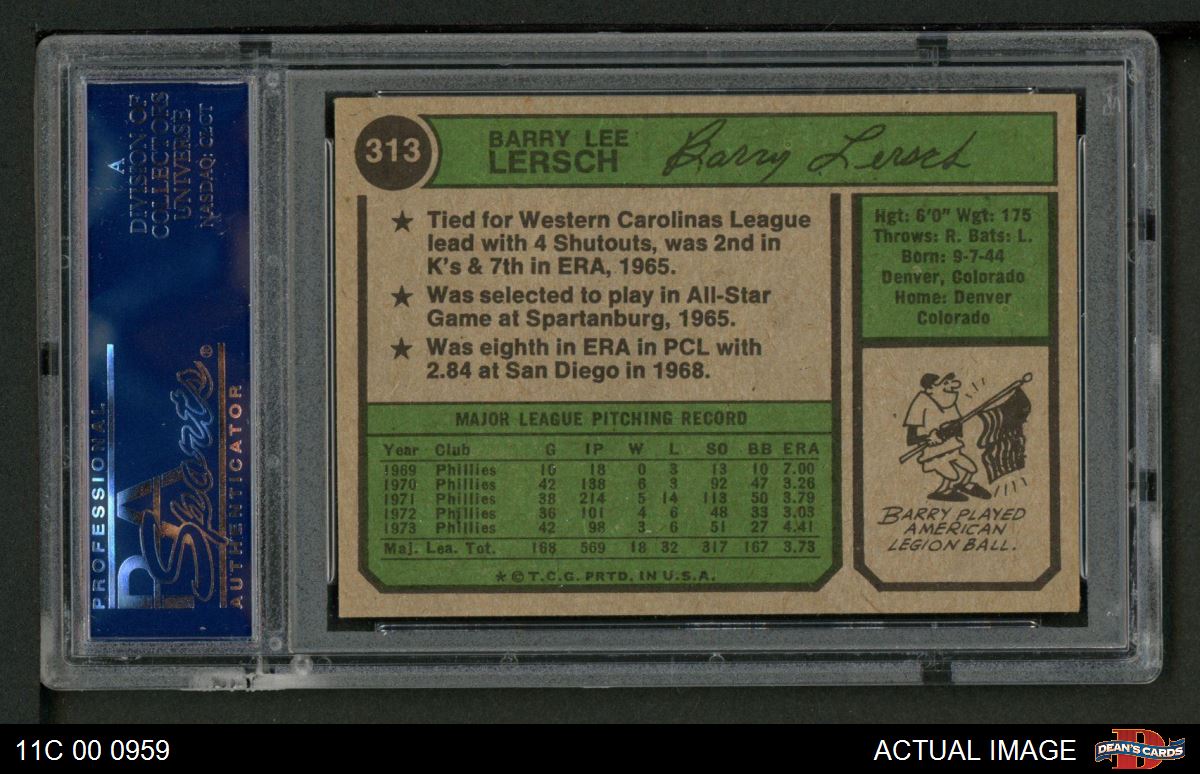 A
DIVISION OF
COLLECTORS
UNIVERSE
NASDAQ: CLCT
PROFESSIONAL
PSA
Sports®
AUTHENTICATOR
313
BARRY LEE
LERSCH
Barry Lersch
★ Tied for Western Carolinas League
lead with 4 Shutouts, was 2nd in
K's & 7th in ERA, 1965.
★ Was selected to play in All-Star
Game at Spartanburg, 1965.
★ Was eighth in ERA in PCL with
2.84 at San Diego in 1968.
MAJOR LEAGUE PITCHING RECORD
Year Club G IP W L SO BB ERA
1969 Phillies 16 18 0 3 13 10 7.00
1970 Phillies 42 138 6 3 92 47 3.26
1971 Phillies 38 214 5 14 113 50 3.79
1972 Phillies 36 101 4 6 48 33 3.03
1973 Phillies 42 98 3 6 51 27 4.41
Maj. Lea. Tot. 168 569 18 32 317 167 3.73
★ © T.C.G. PRTD. IN U.S.A.
Hgt: 6'0" Wgt: 175
Throws: R. Bats: L.
Born: 9-7-44
Denver, Colorado
Home: Denver
Colorado
BARRY PLAYED
AMERICAN
LEGION BALL.
11C 00 0959
ACTUAL IMAGE
DEAN'S CARDS